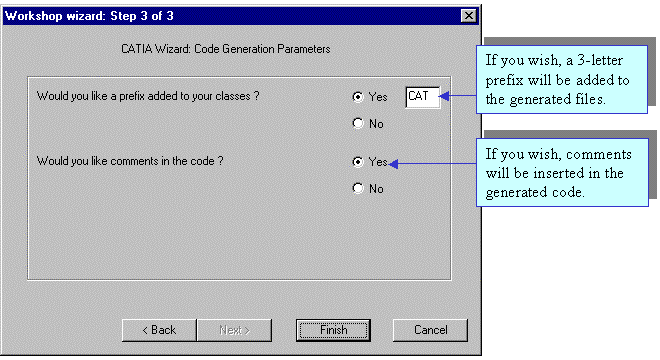 Workshop wizard: Step 3 of 3
CATIA Wizard: Code Generation Parameters
Would you like a prefix added to your classes ?
Yes
CAT
No
Would you like comments in the code ?
Yes
No
< Back
Next >
Finish
Cancel
If you wish, a 3-letter
prefix will be added to
the generated files.
If you wish, comments
will be inserted in the
generated code.